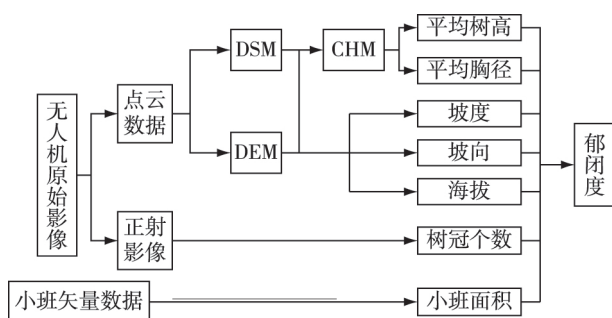 无人机原始影像
点云
数据
正射
影像
小班矢量数据
DSM
DEM
CHM
平均树高
平均胸径
坡度
坡向
海拔
树冠个数
小班面积
郁闭度